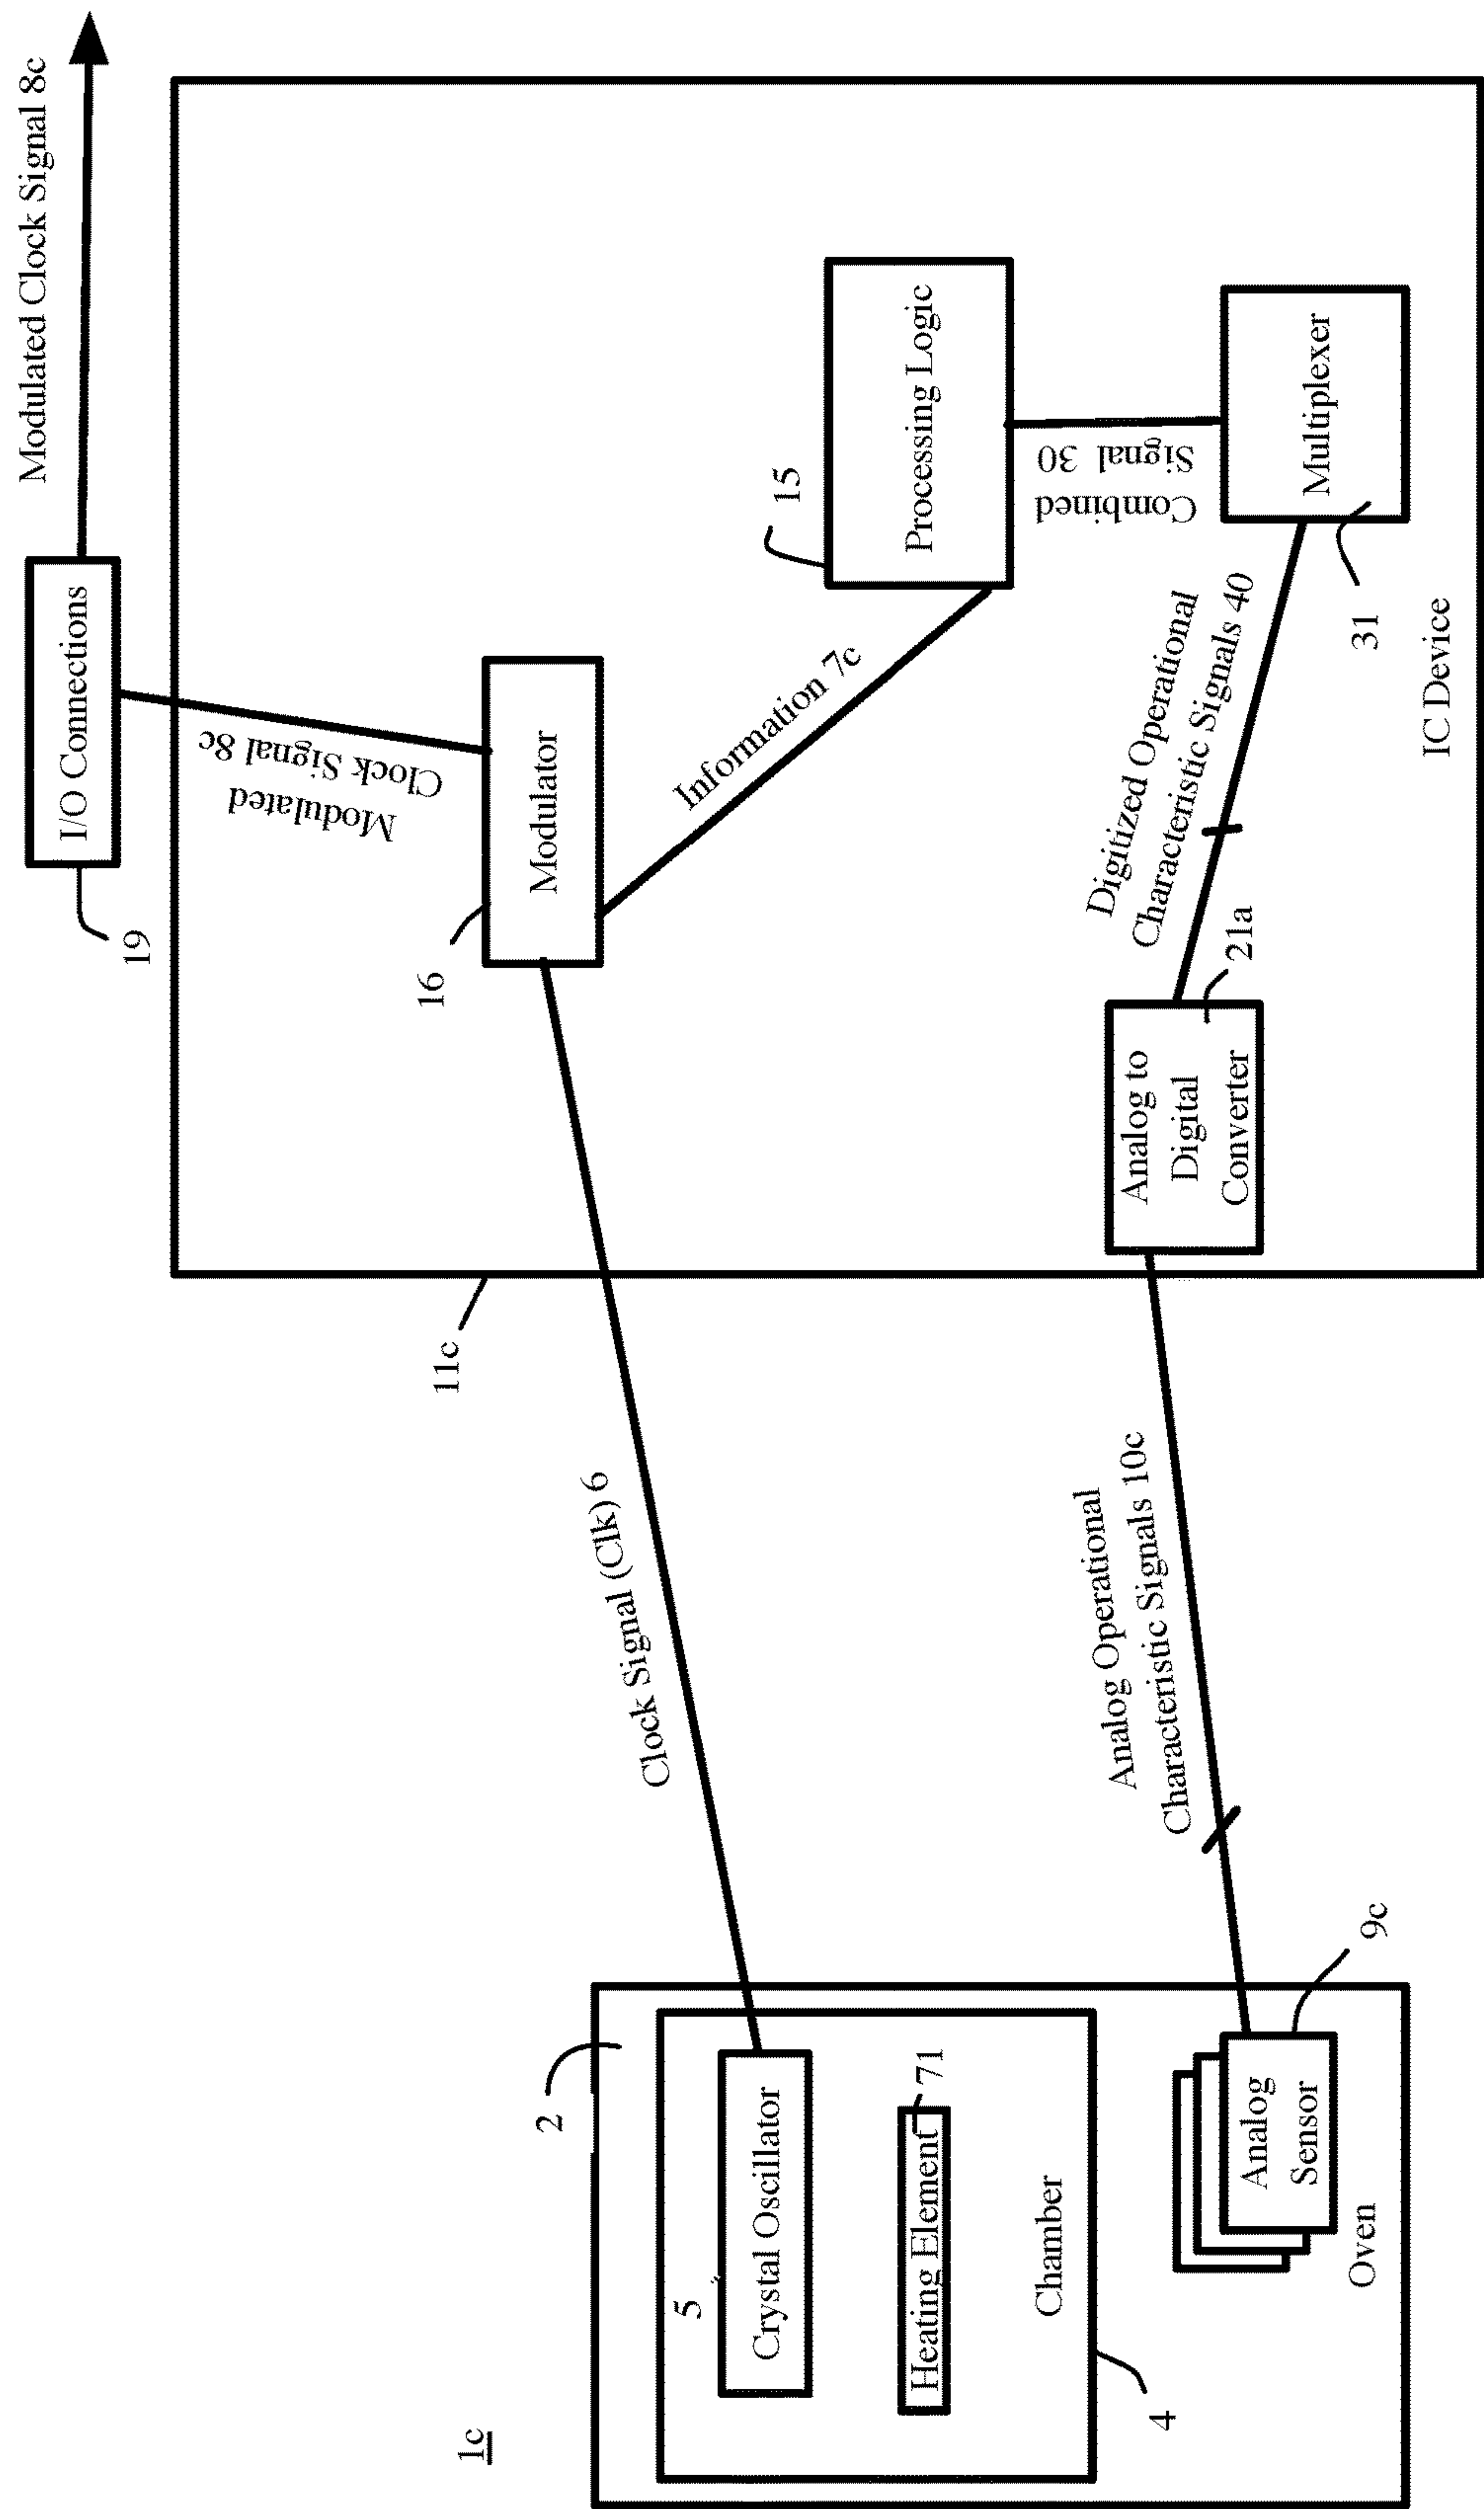 1c
2
5
Crystal Oscillator
Heating Element
71
Chamber
4
Analog
Sensor
9c
Oven
Clock Signal (Clk) 6
Analog Operational
Characteristic Signals 10c
11c
I/O Connections
19
Modulated Clock Signal 8c
Modulated
Clock Signal 8c
16
Modulator
Information 7c
15
Processing Logic
Combined
Signal 30
Analog to
Digital
Converter
21a
Digitized Operational
Characteristic Signals 40
Multiplexer
31
IC Device